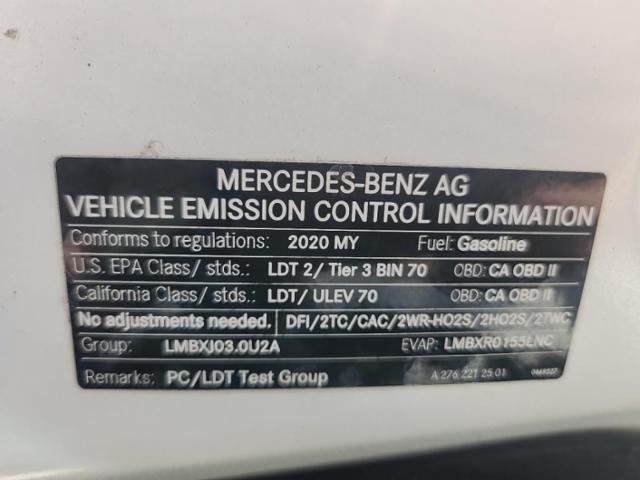 MERCEDES-BENZ AG
VEHICLE EMISSION CONTROL INFORMATION
Conforms to regulations: 2020 MY Fuel: Gasoline
U.S. EPA Class/ stds.: LDT 2/ Tier 3 BIN 70 OBD: CA OBD II
California Class/ stds.: LDT/ ULEV 70 OBD: CA OBD II
No adjustments needed. DFI/2TC/CAC/2WR-HO2S/2HO2S/2TWC
Group: LMBXJ03.0U2A EVAP: LMBXR0155LNC
Remarks: PC/LDT Test Group A 276 221 25 01